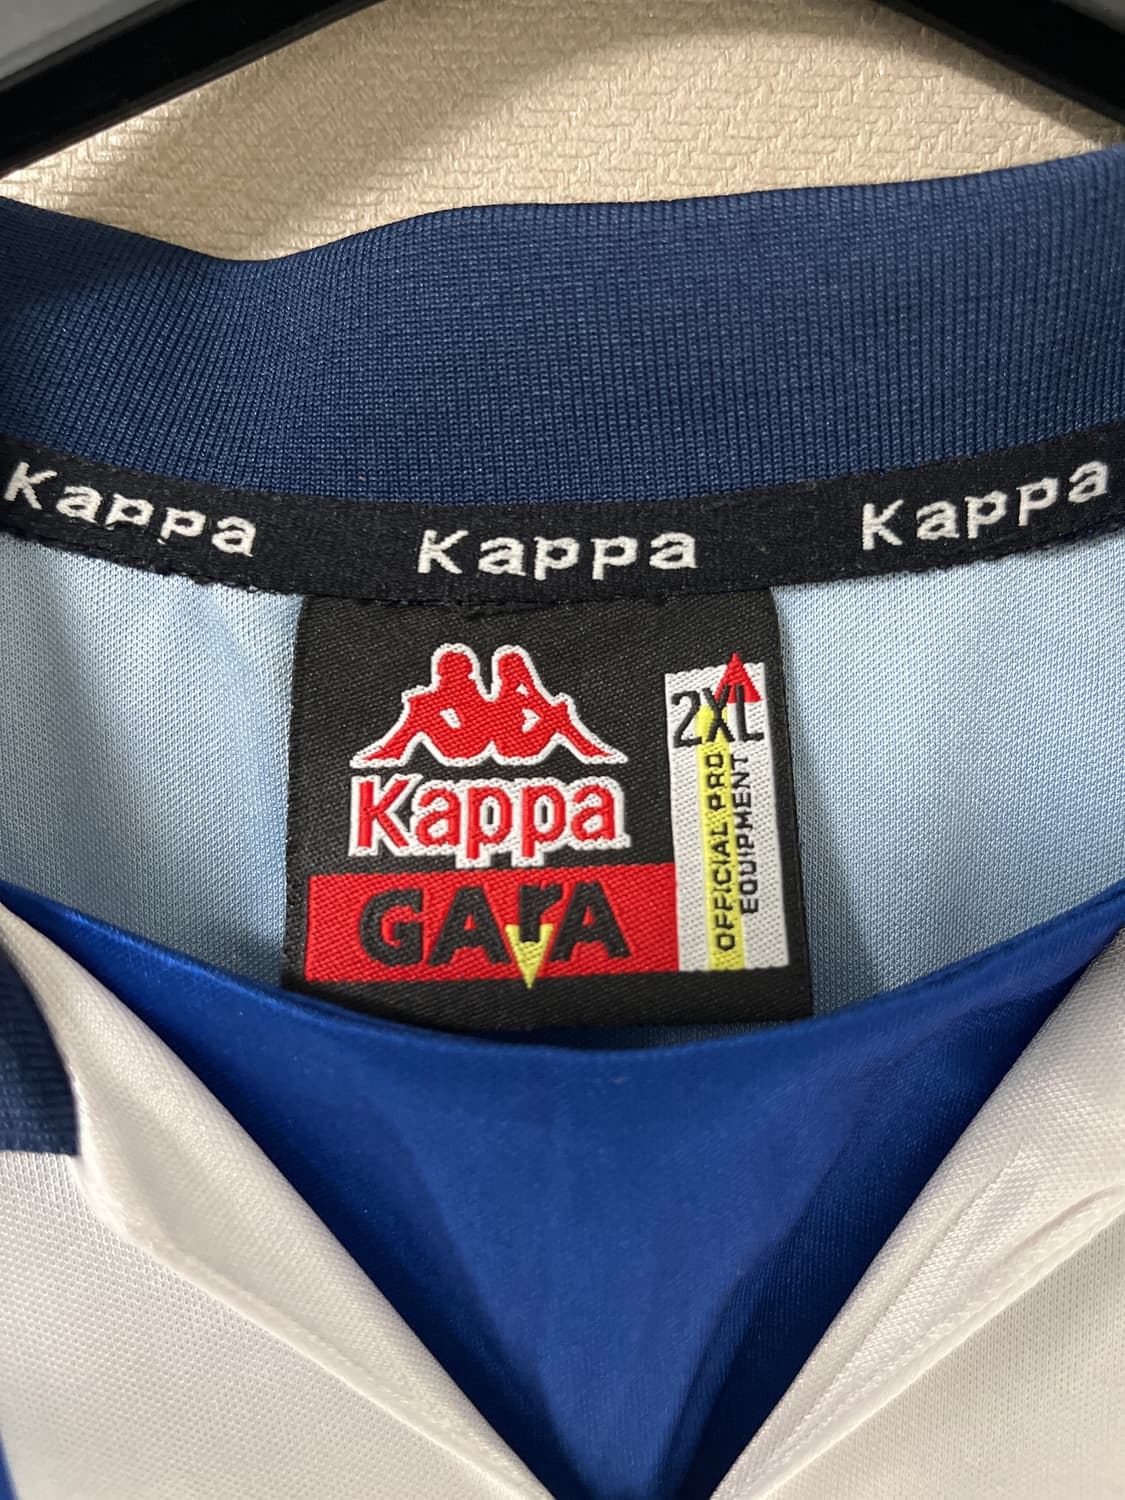 Kappa Kappa Kappa
Kappa
GArA
2XL
OFFICIAL PRO
EQUIPMENT